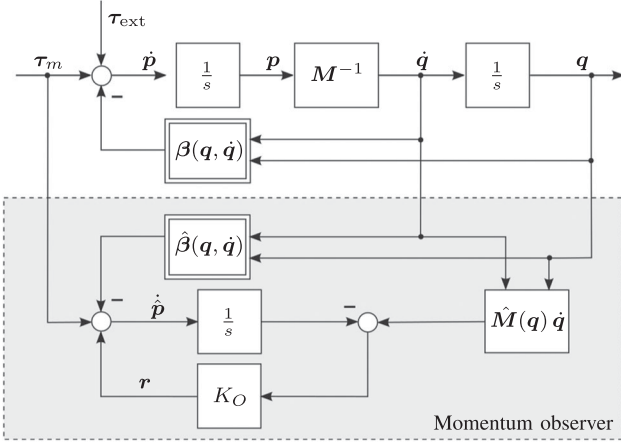 τ_ext
τ_m
ṗ
1/s
p
M⁻¹
q̇
1/s
q
−
β(q, q̇)
β̂(q, q̇)
−
p̂̇
1/s
−
M̂(q) q̇
r
K_O
Momentum observer